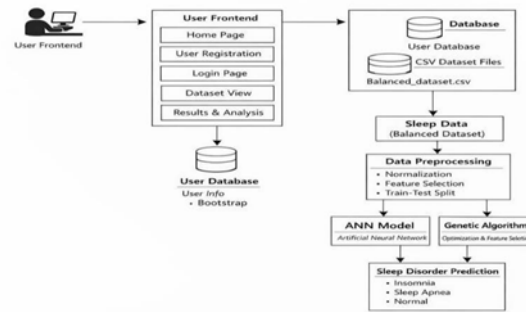 User Frontend
User Frontend
Home Page
User Registration
Login Page
Dataset View
Results & Analysis
User Database
User Info
• Bootstrap
Database
User Database
CSV Dataset Files
Balanced_dataset.csv
Sleep Data
(Balanced Dataset)
Data Preprocessing
• Normalization
• Feature Selection
• Train-Test Split
ANN Model
Artificial Neural Network
Genetic Algorithm
Optimization & Feature Selution
Sleep Disorder Prediction
• Insomnia
• Sleep Apnea
• Normal